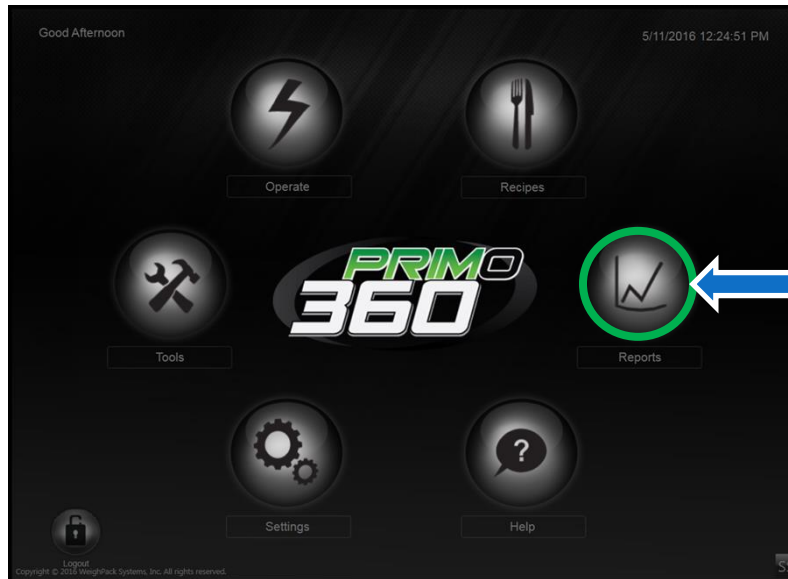 Good Afternoon
5/11/2016 12:24:51 PM
Operate
Recipes
PRIMO
360
Tools
Reports
?
Settings
Help
Logout
Copyright © 2016 WeighPack Systems, Inc. All rights reserved.